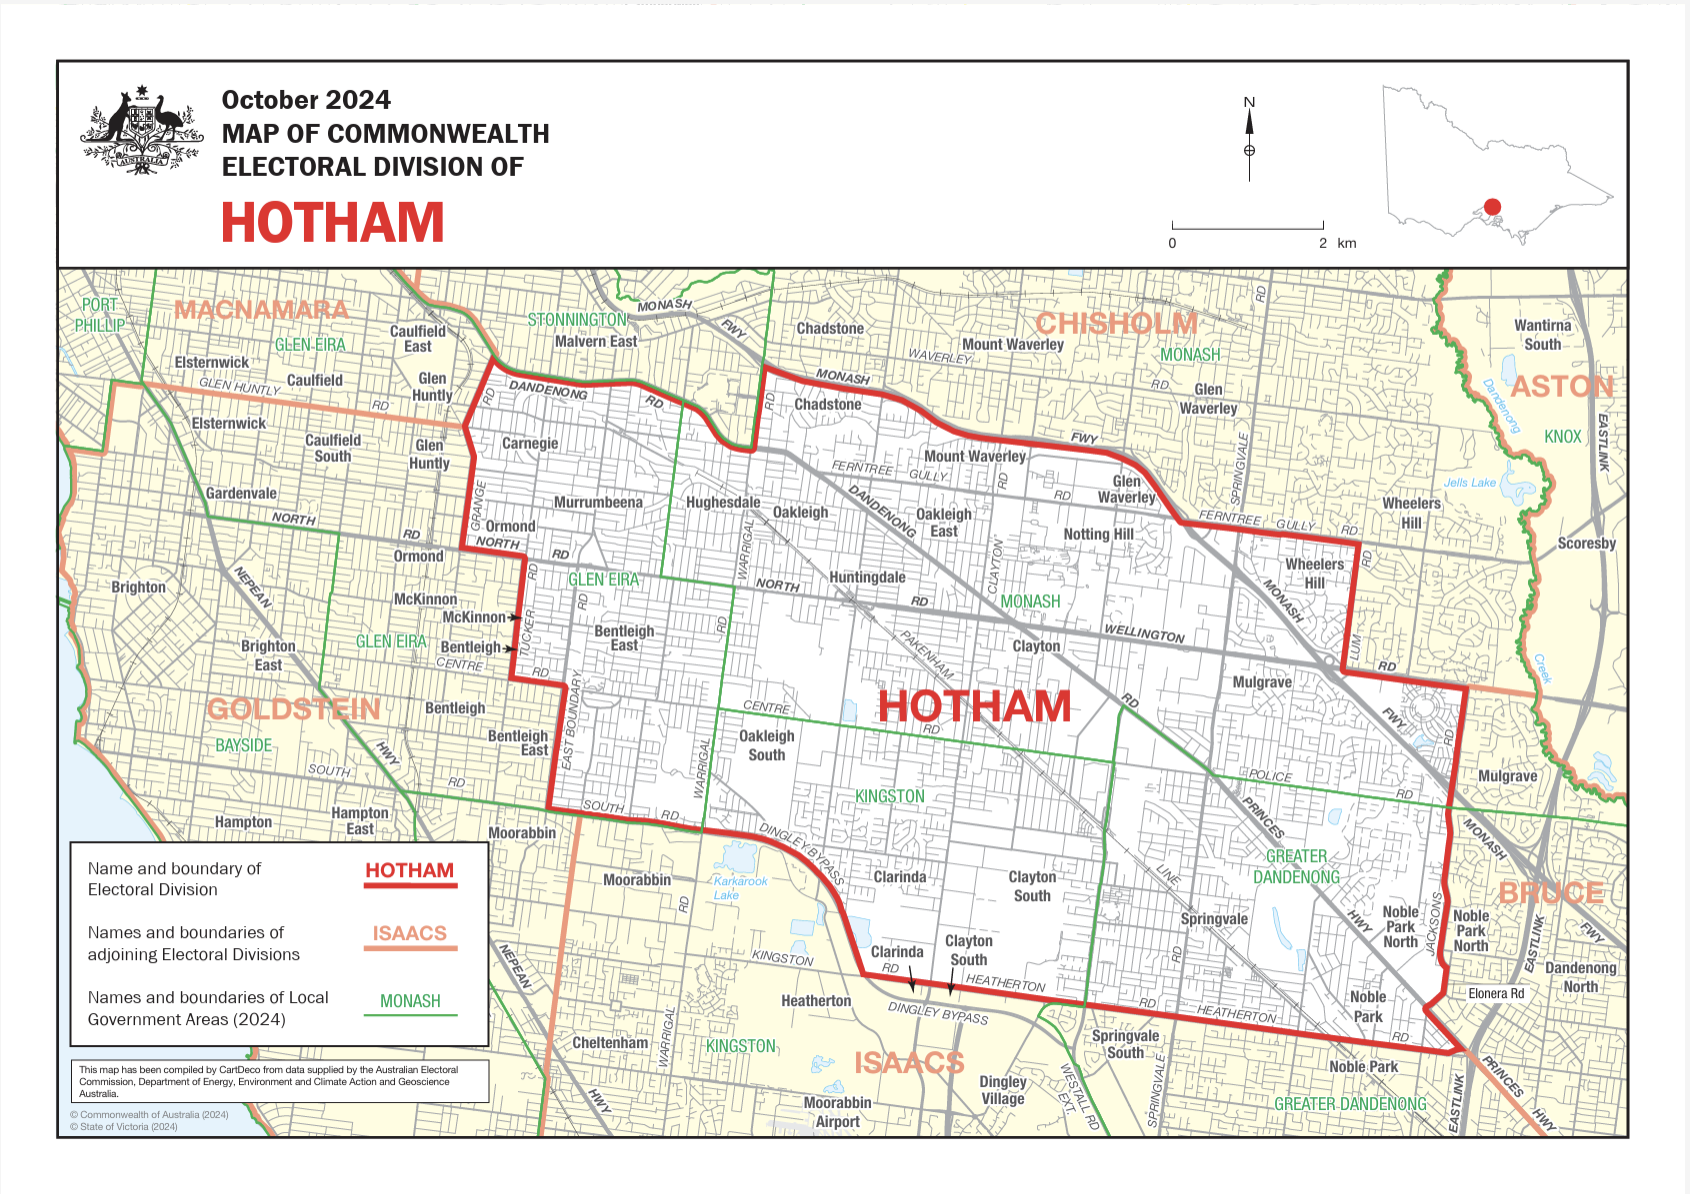 October 2024
MAP OF COMMONWEALTH
ELECTORAL DIVISION OF
HOTHAM
AUSTRALIA
N
0 2 km
PORT
PHILLIP
MACNAMARA
GLEN EIRA
Caulfield
East
STONNINGTON
Malvern East
MONASH
FWY
Chadstone
CHISHOLM
Mount Waverley
WAVERLEY
RD
MONASH
RD
Wantirna
South
Elsternwick
GLEN HUNTLY
RD
Caulfield
Glen
Huntly
DANDENONG
RD
RD
RD
MONASH
FWY
Chadstone
Glen
Waverley
ASTON
Dandenong
KNOX
EASTLINK
Elsternwick
Caulfield
South
Glen
Huntly
Carnegie
Mount Waverley
FERNTREE
GULLY
RD
RD
Glen
Waverley
SPRINGVALE
Jells Lake
Gardenvale
GRANGE
Murrumbeena
Hughesdale
Oakleigh
DANDENONG
Oakleigh
East
Notting Hill
FERNTREE
GULLY
RD
Wheelers
Hill
Scoresby
NORTH
RD
Ormond
Ormond
NORTH
RD
WARRIGAL
CLAYTON
RD
Wheelers
Hill
Brighton
NEPEAN
McKinnon
McKinnon
RD
RD
GLEN EIRA
Huntingdale
NORTH
RD
MONASH
MONASH
GLEN EIRA
Bentleigh
TUCKER
CENTRE
RD
Bentleigh
East
RD
PAKENHAM
Clayton
WELLINGTON
LUM
RD
Brighton
East
Mulgrave
Creek
GOLDSTEIN
BAYSIDE
HWY
Bentleigh
Bentleigh
East
EAST BOUNDARY
CENTRE
RD
HOTHAM
RD
FWY
RD
Oakleigh
South
WARRIGAL
SOUTH
RD
KINGSTON
POLICE
RD
Mulgrave
Hampton
Hampton
East
Moorabbin
SOUTH
RD
DINGLEY BYPASS
PRINCES
MONASH
Name and boundary of
Electoral Division
HOTHAM
Names and boundaries of
adjoining Electoral Divisions
ISAACS
Names and boundaries of Local
Government Areas (2024)
MONASH
Moorabbin
Karkarook
Lake
RD
Clarinda
Clayton
South
LINE
GREATER
DANDENONG
BRUCE
Springvale
RD
HWY
Noble
Park
North
JACKSONS
Noble
Park
North
EASTLINK
FWY
Dandenong
North
NEPEAN
KINGSTON
RD
Clarinda
Clayton
South
HEATHERTON
Heatherton
DINGLEY BYPASS
RD
HEATHERTON
RD
Noble
Park
Elonera Rd
Cheltenham
WARRIGAL
KINGSTON
ISAACS
Springvale
South
Noble Park
PRINCES
HWY
HWY
Moorabbin
Airport
Dingley
Village
WESTALL RD
EXT.
SPRINGVALE
GREATER DANDENONG
EASTLINK
This map has been compiled by CartDeco from data supplied by the Australian Electoral
Commission, Department of Energy, Environment and Climate Action and Geoscience
Australia.
© Commonwealth of Australia (2024)
© State of Victoria (2024)